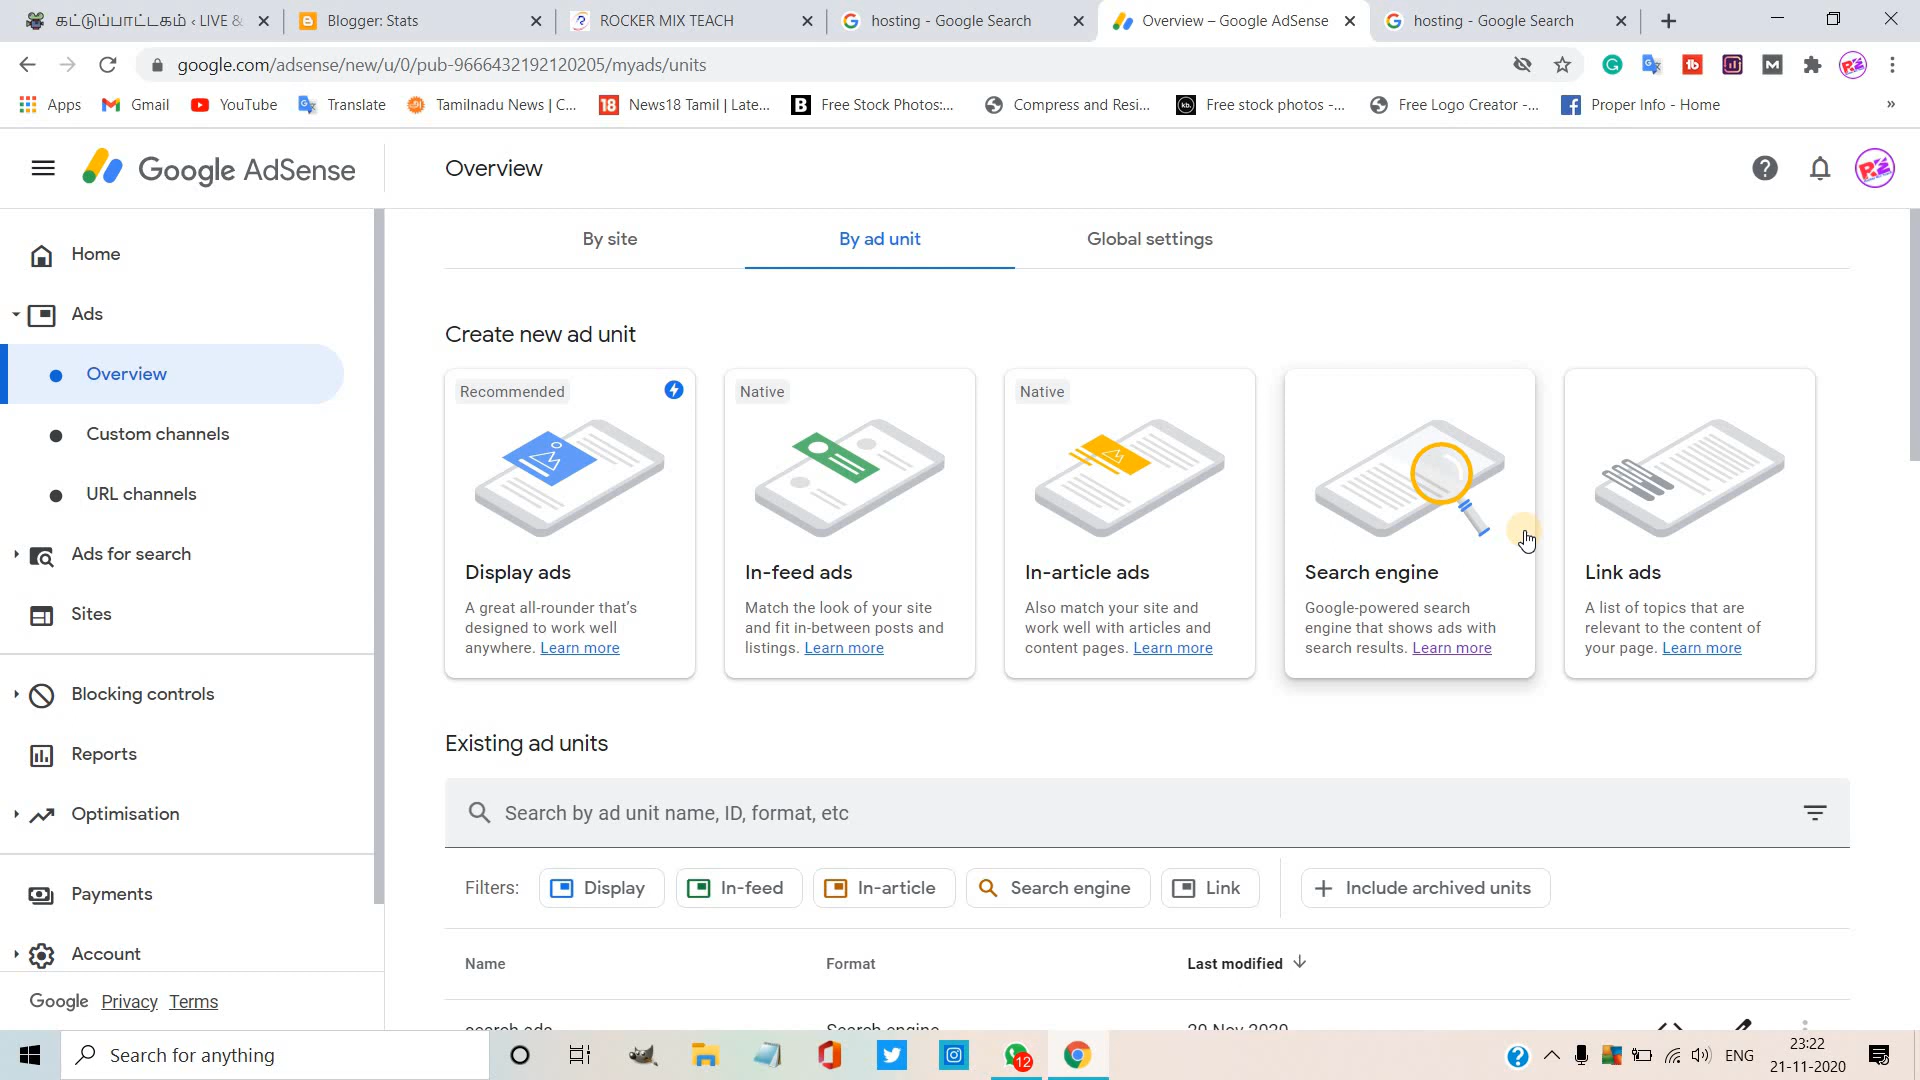 கட்டுப்பாட்டகம் ‹ LIVE &
Blogger: Stats
ROCKER MIX TEACH
hosting - Google Search
Overview – Google AdSense
hosting - Google Search
google.com/adsense/new/u/0/pub-9666432192120205/myads/units
Apps
Gmail
YouTube
Translate
Tamilnadu News | C...
18 News18 Tamil | Late...
B Free Stock Photos:...
Compress and Resi...
kb. Free stock photos -...
Free Logo Creator -...
Proper Info - Home
»
Google AdSense
Overview
Home
Ads
Overview
Custom channels
URL channels
Ads for search
Sites
Blocking controls
Reports
Optimisation
Payments
Account
Google Privacy Terms
By site
By ad unit
Global settings
Create new ad unit
Recommended
Display ads
A great all-rounder that's
designed to work well
anywhere. Learn more
Native
In-feed ads
Match the look of your site
and fit in-between posts and
listings. Learn more
Native
In-article ads
Also match your site and
work well with articles and
content pages. Learn more
Search engine
Google-powered search
engine that shows ads with
search results. Learn more
Link ads
A list of topics that are
relevant to the content of
your page. Learn more
Existing ad units
Search by ad unit name, ID, format, etc
Filters: Display In-feed In-article Search engine Link Include archived units
Name Format Last modified
search ads Search engine 20 Nov 2020
Search for anything
12
ENG
23:22
21-11-2020